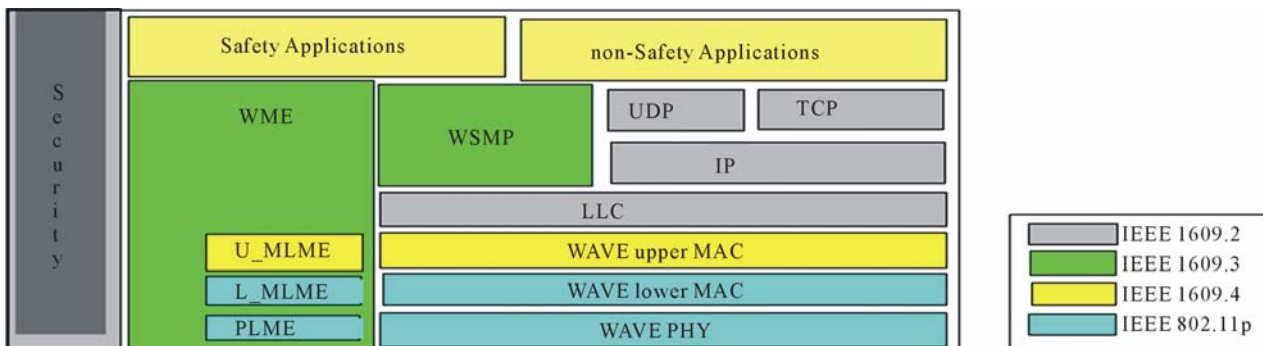 Security
Safety Applications
non-Safety Applications
WME
WSMP
UDP
TCP
IP
LLC
U_MLME
WAVE upper MAC
L_MLME
WAVE lower MAC
PLME
WAVE PHY
IEEE 1609.2
IEEE 1609.3
IEEE 1609.4
IEEE 802.11p